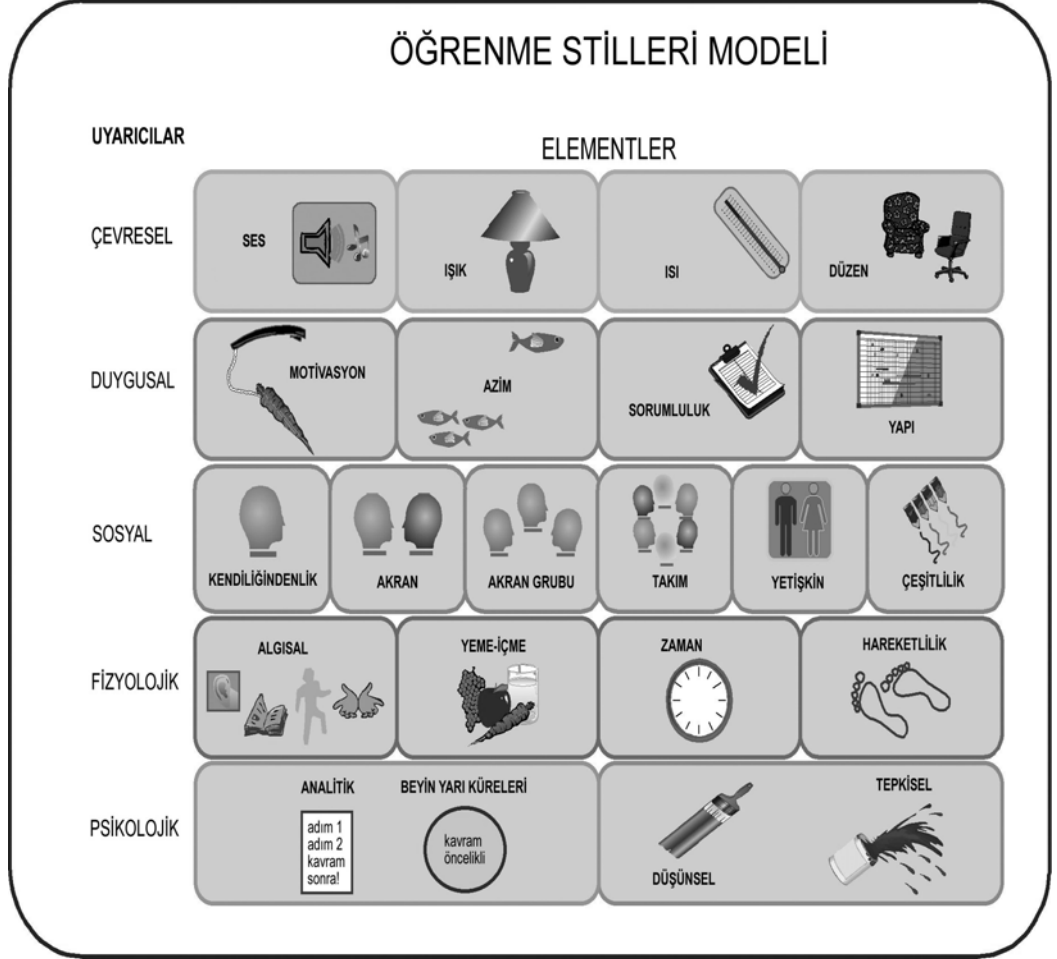 ÖĞRENME STİLLERİ MODELİ
UYARICILAR
ELEMENTLER
ÇEVRESEL
SES
IŞIK
ISI
DÜZEN
DUYGUSAL
MOTİVASYON
AZİM
SORUMLULUK
YAPI
SOSYAL
KENDİLİĞİNDENLİK
AKRAN
AKRAN GRUBU
TAKIM
YETİŞKİN
ÇEŞİTLİLİK
FİZYOLOJİK
ALGISAL
YEME-İÇME
ZAMAN
HAREKETLİLİK
PSİKOLOJİK
ANALİTİK
adım 1
adım 2
kavram
sonra!
BEYİN YARI KÜRELERİ
kavram
öncelikli
DÜŞÜNSEL
TEPKİSEL